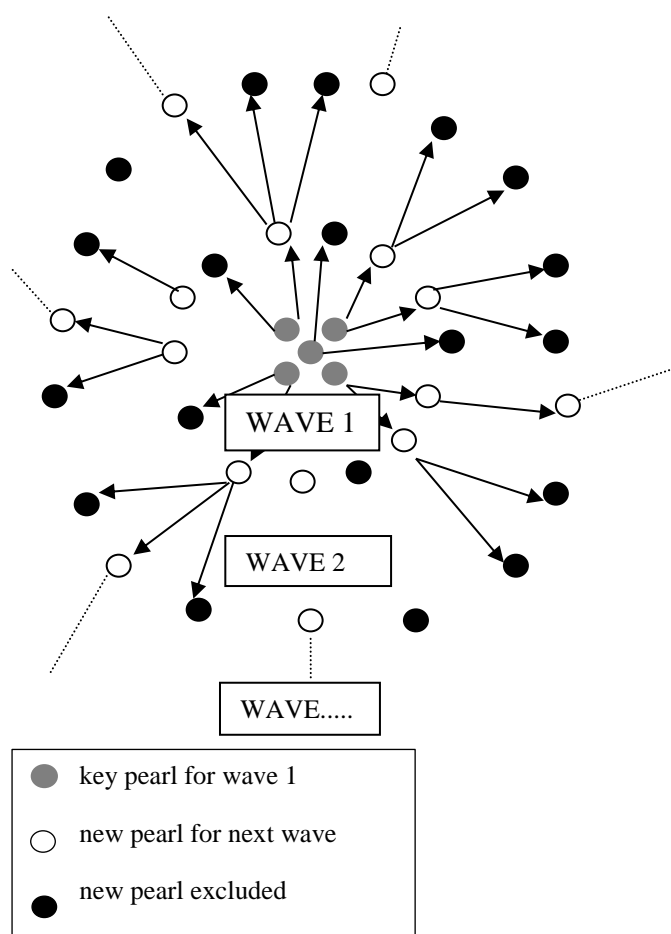 WAVE 1
WAVE 2
WAVE.....
key pearl for wave 1
new pearl for next wave
new pearl excluded